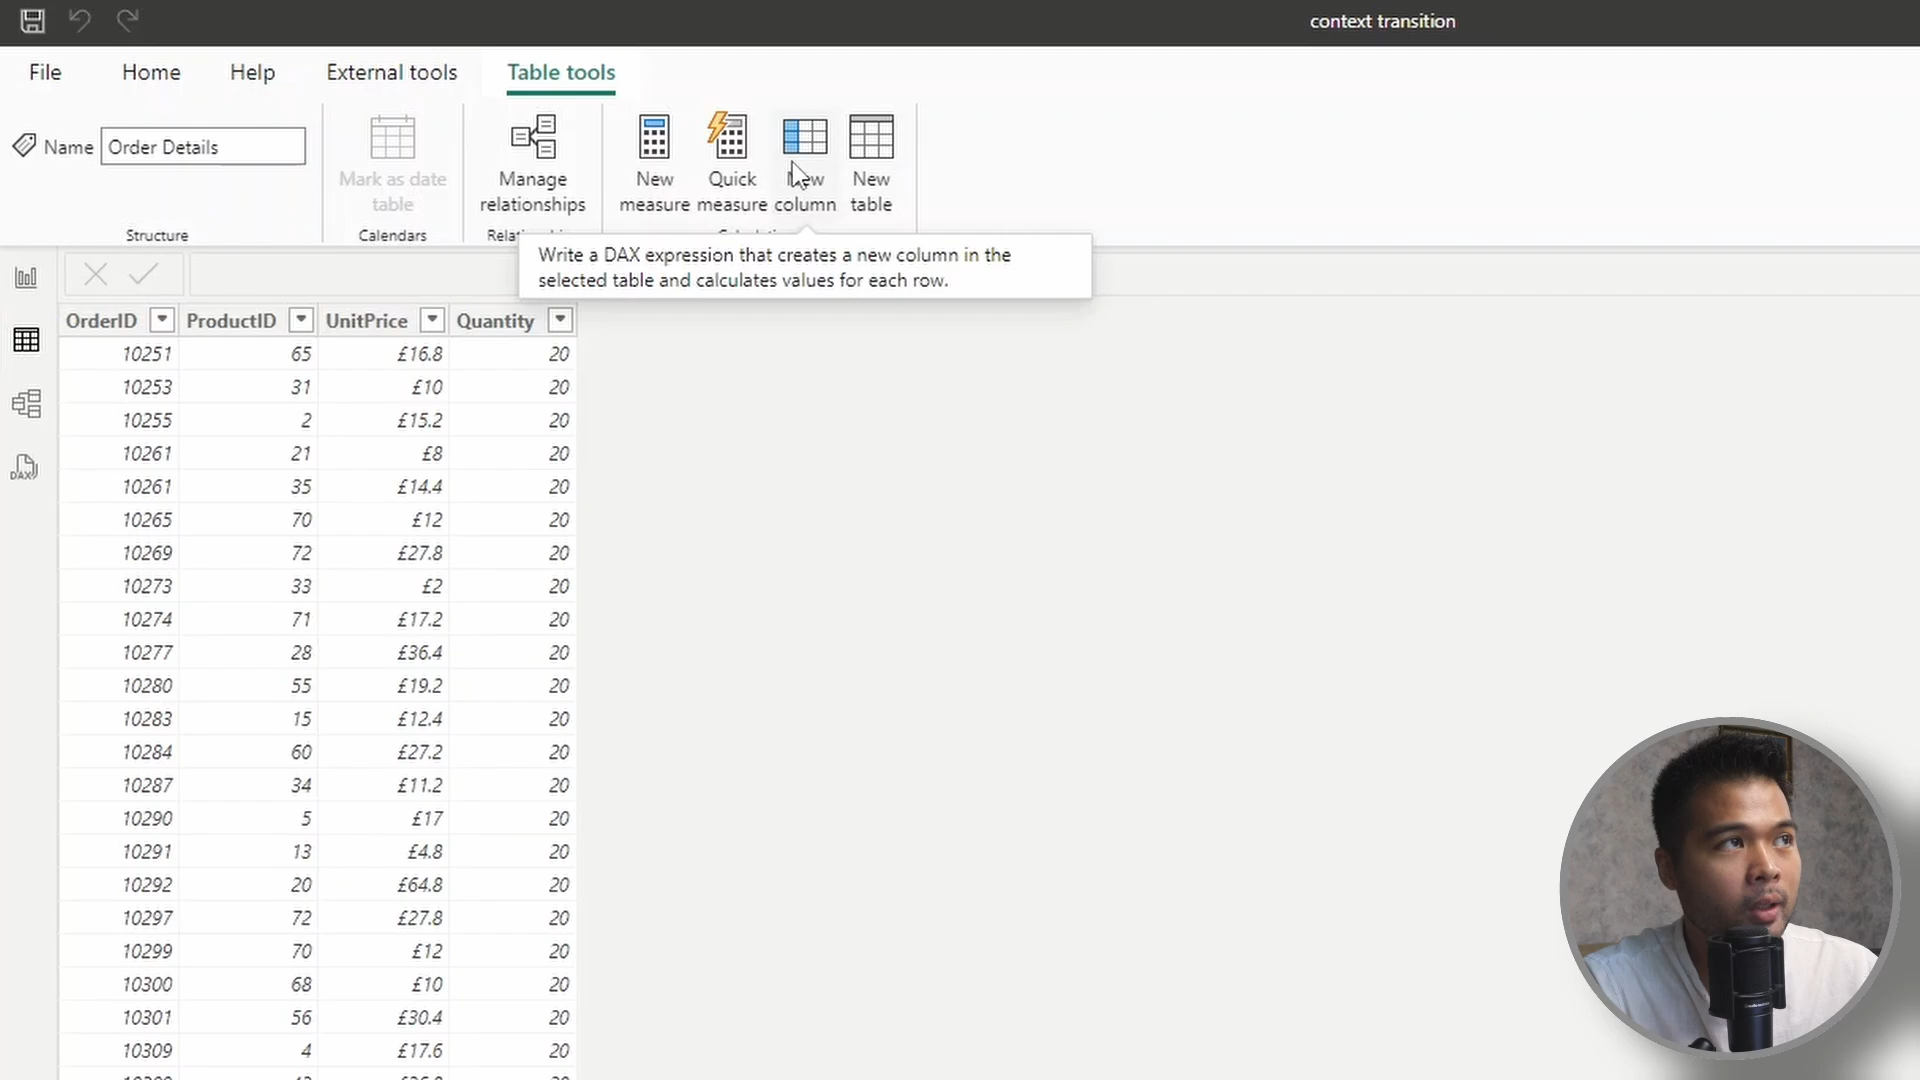 context transition
File Home Help External tools Table tools
Name Order Details
Mark as date
table
Manage
relationships
New
measure
Quick
measure
New
column
New
table
Structure Calendars
Write a DAX expression that creates a new column in the
selected table and calculates values for each row.
OrderID ProductID UnitPrice Quantity
10251 65 £16.8 20
10253 31 £10 20
10255 2 £15.2 20
10261 21 £8 20
10261 35 £14.4 20
10265 70 £12 20
10269 72 £27.8 20
10273 33 £2 20
10274 71 £17.2 20
10277 28 £36.4 20
10280 55 £19.2 20
10283 15 £12.4 20
10284 60 £27.2 20
10287 34 £11.2 20
10290 5 £17 20
10291 13 £4.8 20
10292 20 £64.8 20
10297 72 £27.8 20
10299 70 £12 20
10300 68 £10 20
10301 56 £30.4 20
10309 4 £17.6 20
DAX